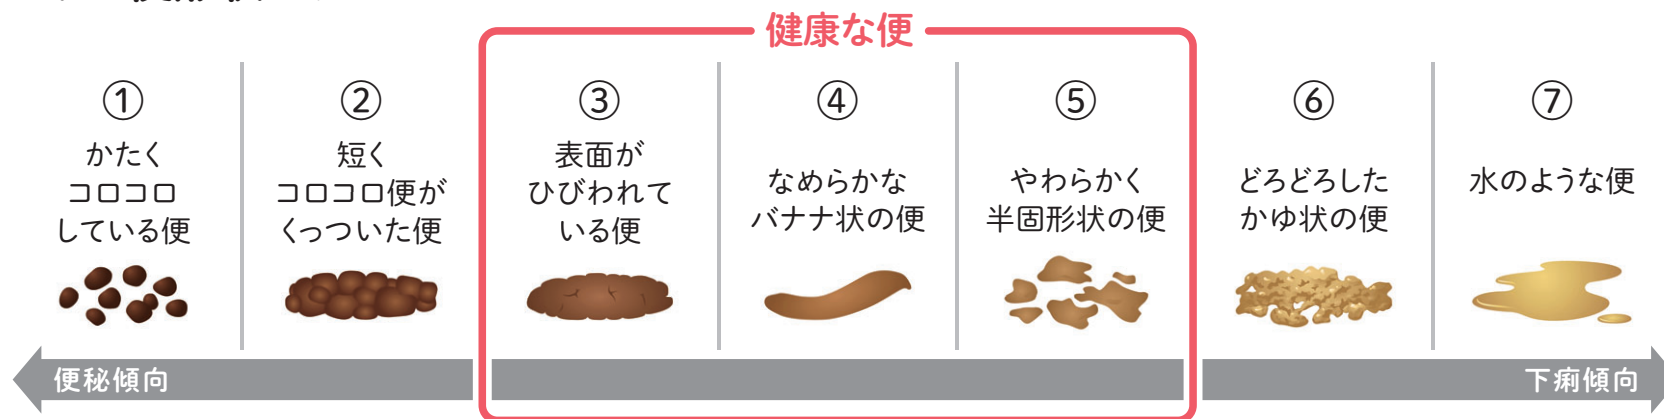 健康な便
①
かたく
コロコロ
している便
②
短く
コロコロ便が
くっついた便
③
表面が
ひびわれて
いる便
④
なめらかな
バナナ状の便
⑤
やわらかく
半固形状の便
⑥
どろどろした
かゆ状の便
⑦
水のような便
便秘傾向
下痢傾向